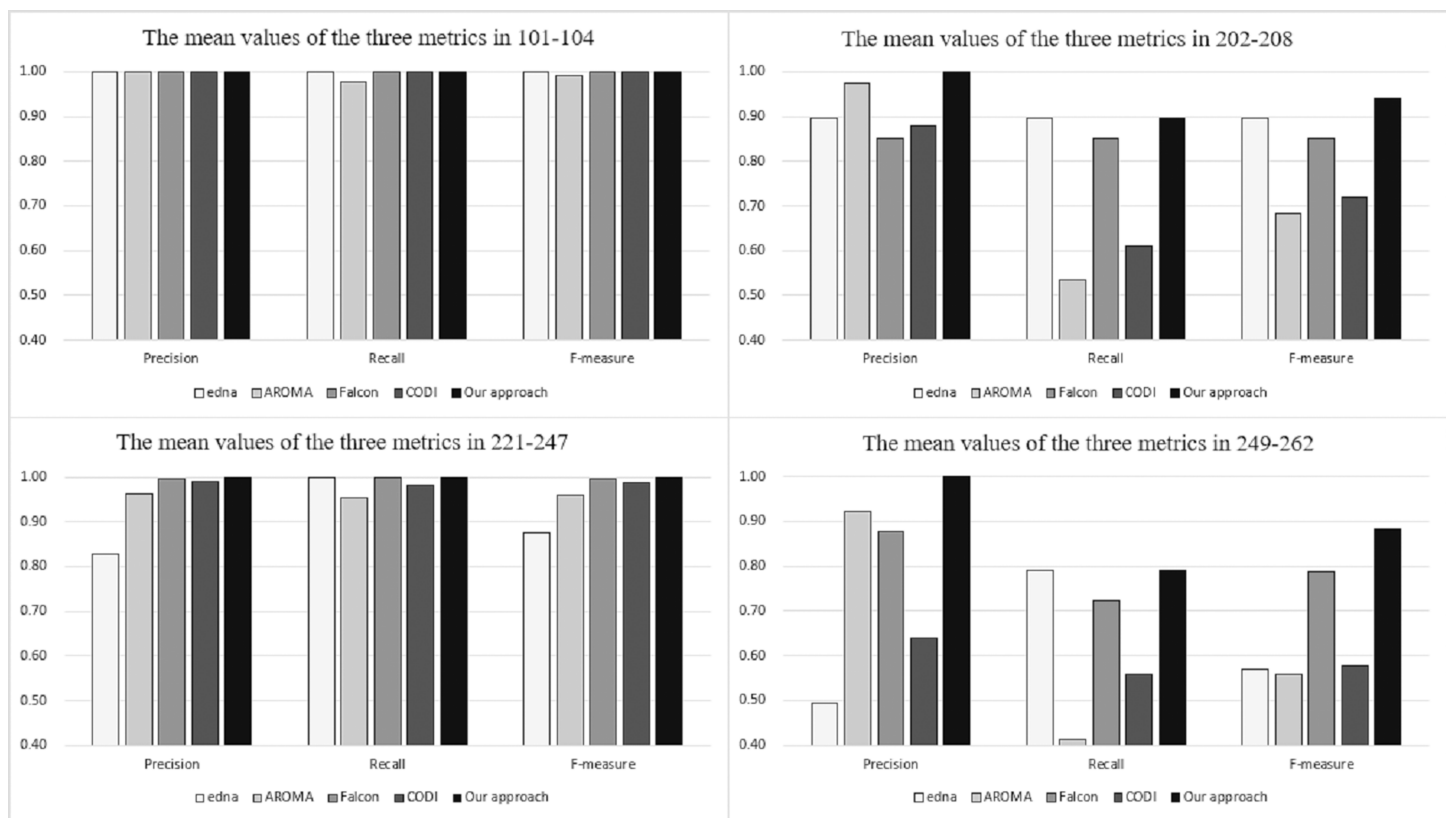 The mean values of the three metrics in 101-104
1.00
0.90
0.80
0.70
0.60
0.50
0.40
Precision Recall F-measure
edna AROMA Falcon CODI Our approach
The mean values of the three metrics in 202-208
1.00
0.90
0.80
0.70
0.60
0.50
0.40
Precision Recall F-measure
edna AROMA Falcon CODI Our approach
The mean values of the three metrics in 221-247
1.00
0.90
0.80
0.70
0.60
0.50
0.40
Precision Recall F-measure
edna AROMA Falcon CODI Our approach
The mean values of the three metrics in 249-262
1.00
0.90
0.80
0.70
0.60
0.50
0.40
Precision Recall F-measure
edna AROMA Falcon CODI Our approach